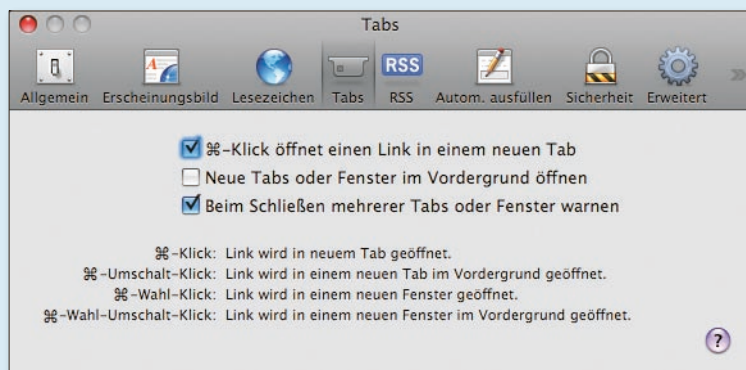 Tabs
RSS
Allgemein Erscheinungsbild Lesezeichen Tabs RSS Autom. ausfüllen Sicherheit Erweitert
⌘-Klick öffnet einen Link in einem neuen Tab
Neue Tabs oder Fenster im Vordergrund öffnen
Beim Schließen mehrerer Tabs oder Fenster warnen
⌘-Klick: Link wird in neuem Tab geöffnet.
⌘-Umschalt-Klick: Link wird in einem neuen Tab im Vordergrund geöffnet.
⌘-Wahl-Klick: Link wird in einem neuen Fenster geöffnet.
⌘-Wahl-Umschalt-Klick: Link wird in einem neuen Fenster im Vordergrund geöffnet.
?